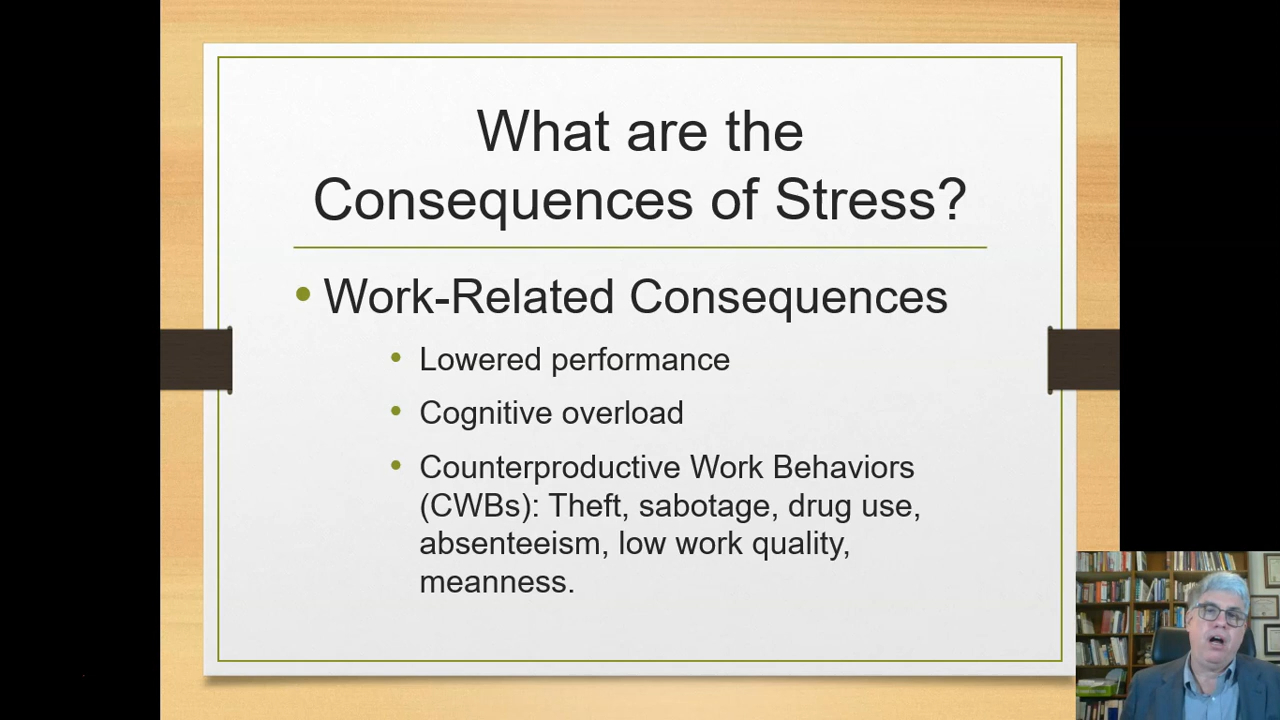 What are the
Consequences of Stress?
• Work-Related Consequences
• Lowered performance
• Cognitive overload
• Counterproductive Work Behaviors
(CWBs): Theft, sabotage, drug use,
absenteeism, low work quality,
meanness.